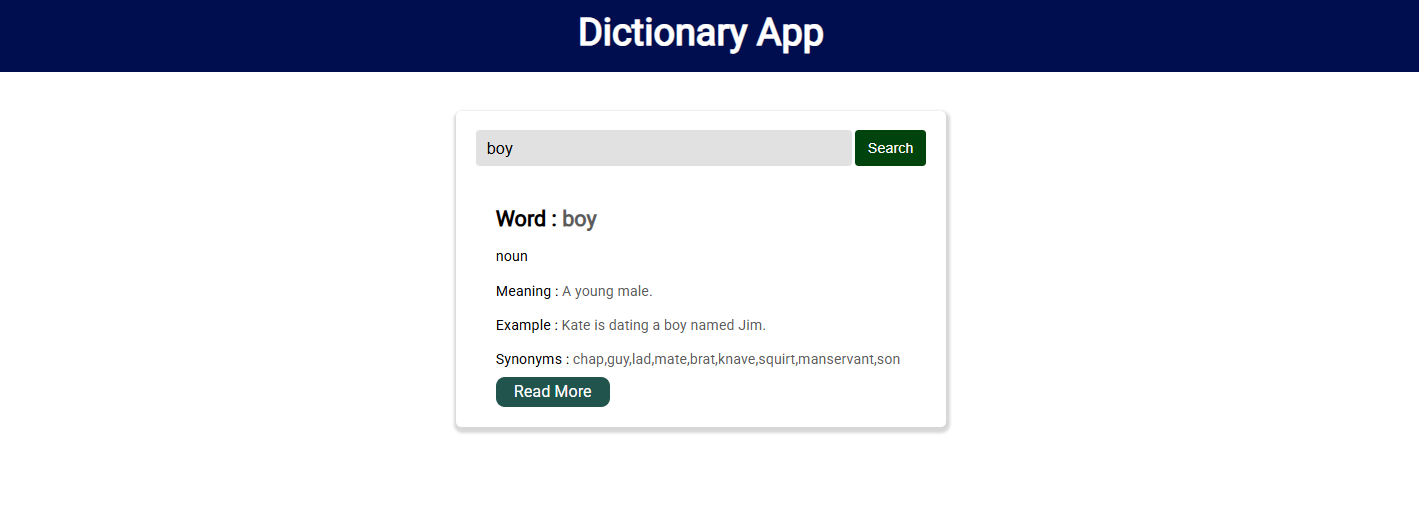 Dictionary App
boy
Search
Word : boy
noun
Meaning : A young male.
Example : Kate is dating a boy named Jim.
Synonyms : chap,guy,lad,mate,brat,knave,squirt,manservant,son
Read More